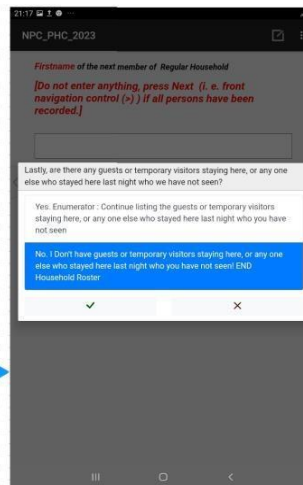 21:17
NPC_PHC_2023
Firstname of the next member of Regular Household
[Do not enter anything, press Next (i. e. front
navigation control (>) ) if all persons have been
recorded.]
Lastly, are there any guests or temporary visitors staying here, or any one
else who stayed here last night who we have not seen?
Yes. Enumerator : Continue listing the guests or temporary visitors
staying here, or any one else who stayed here last night who you have
not seen
No. I Don't have guests or temporary visitors staying here, or any one
else who stayed here last night who you have not seen! END
Household Roster